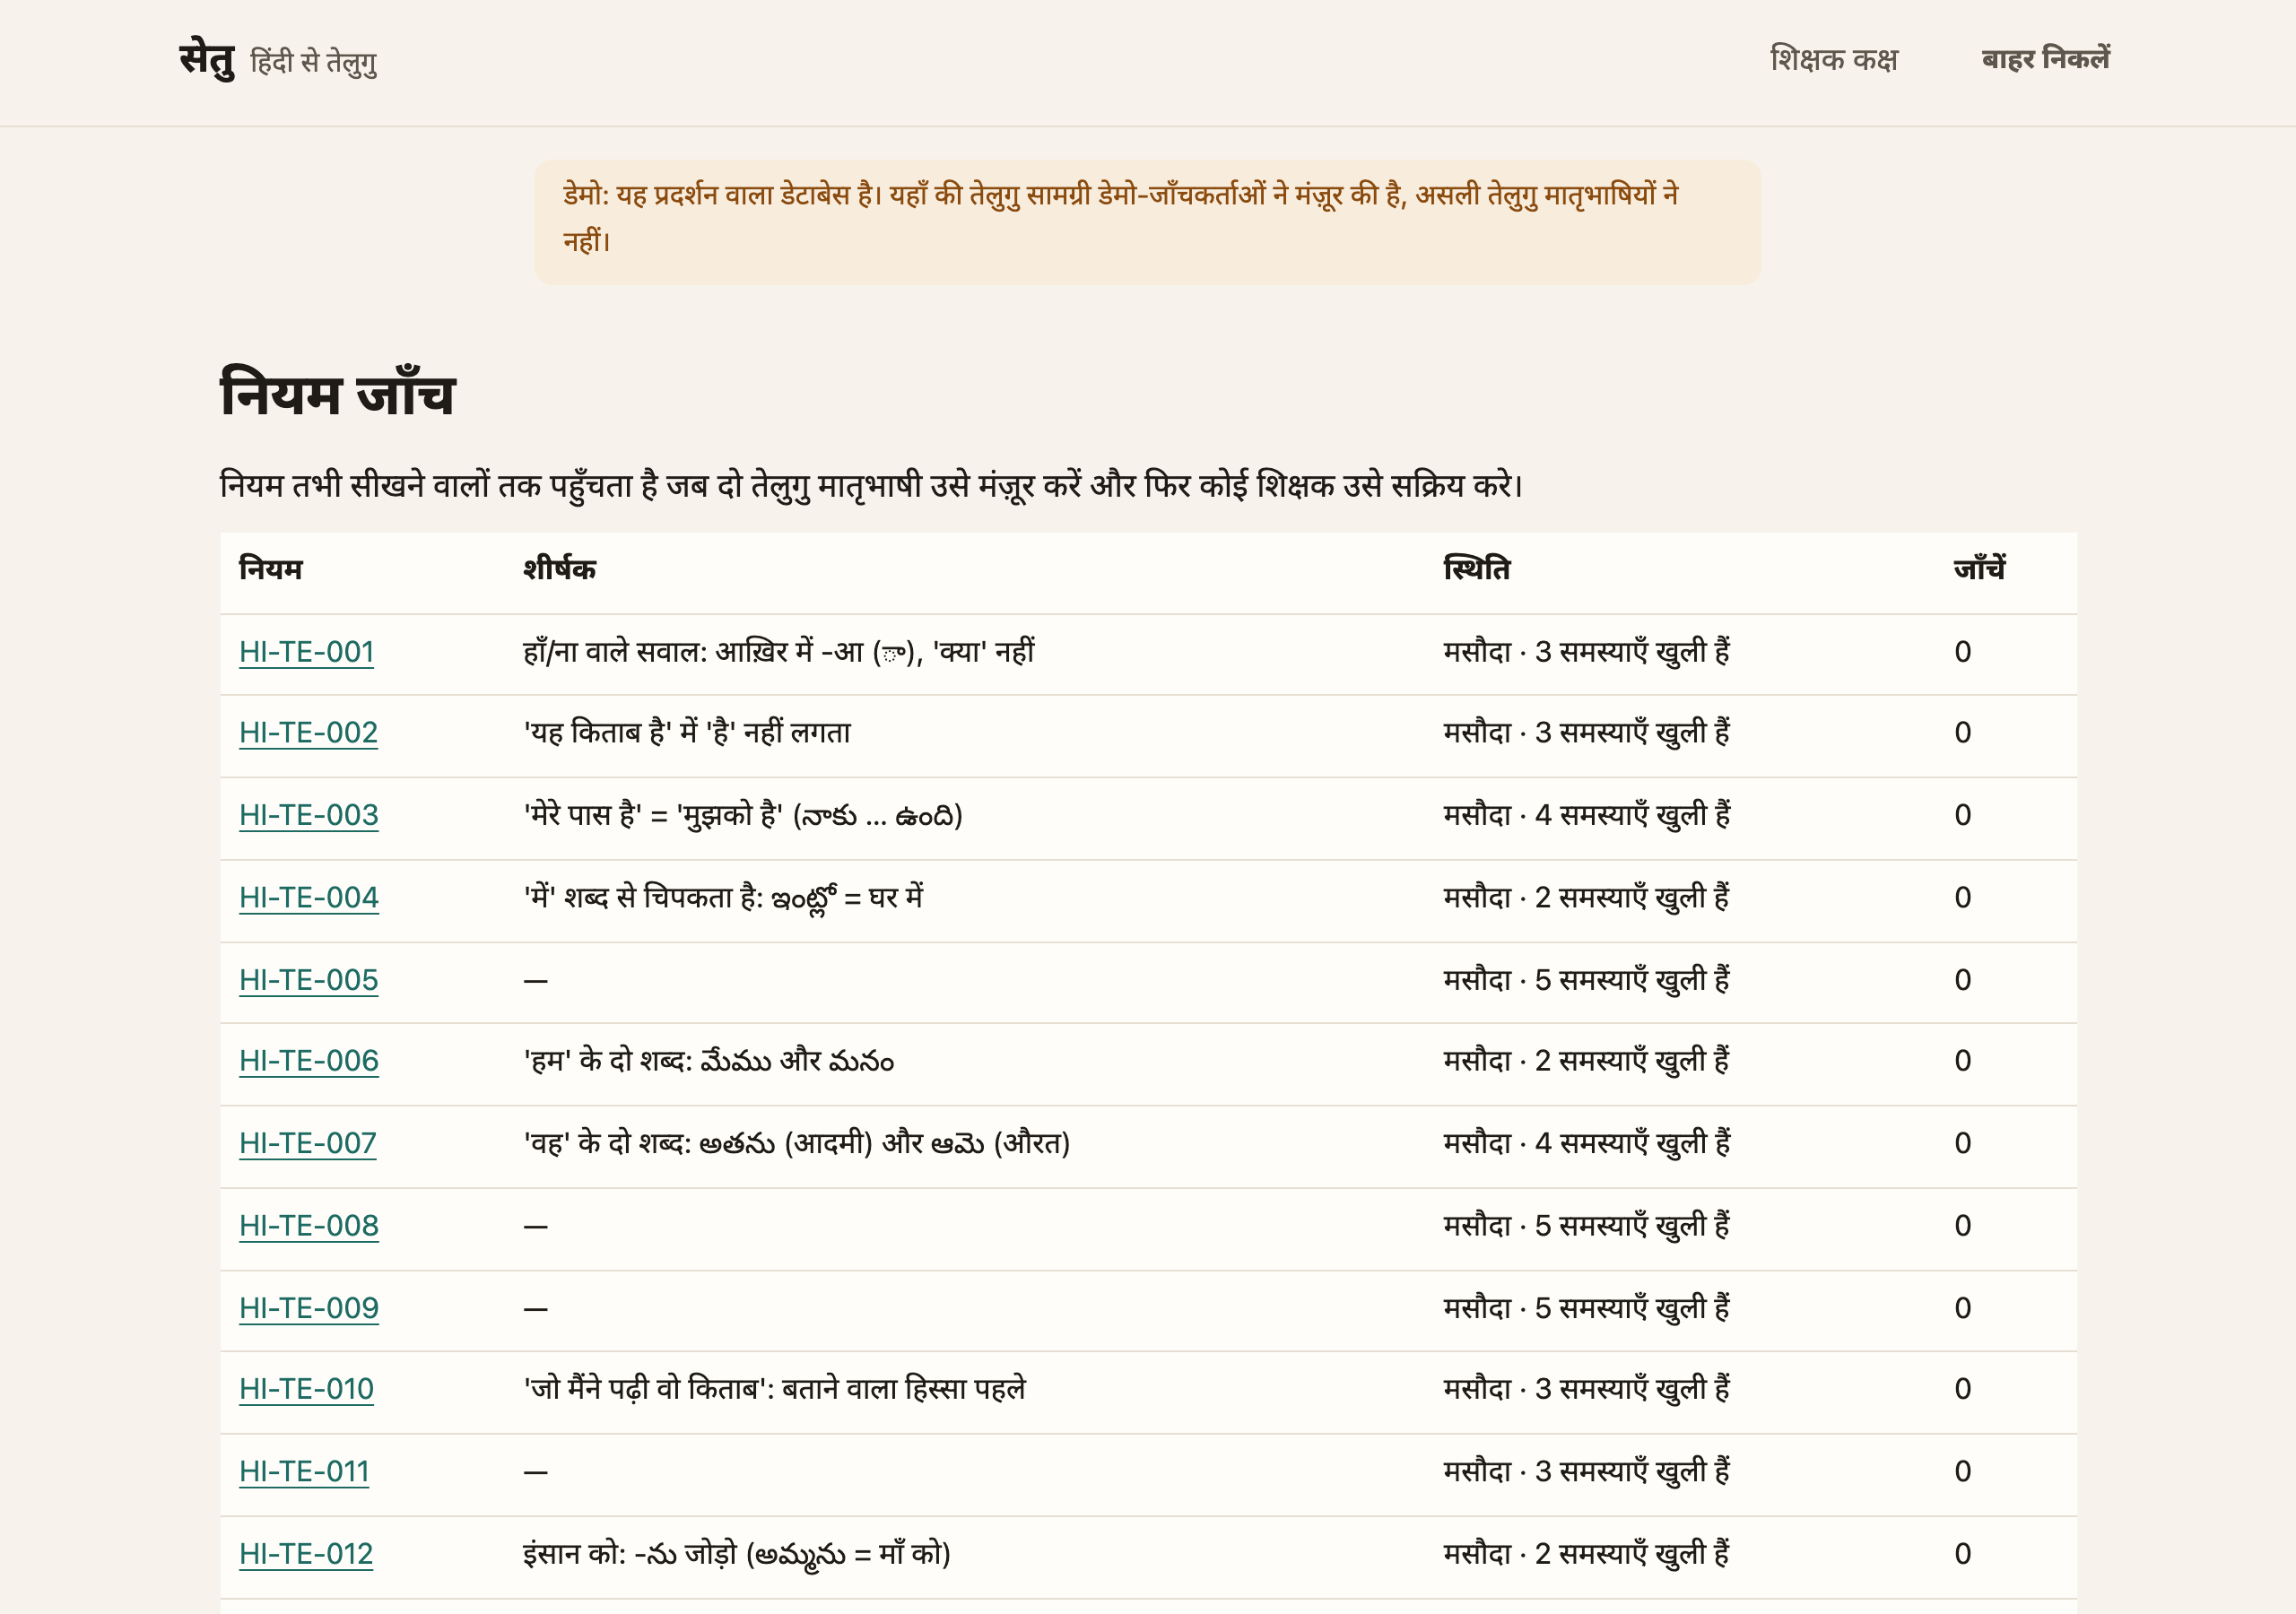 सेतु हिंदी से तेलुगु शिक्षक कक्ष बाहर निकलें
डेमो: यह प्रदर्शन वाला डेटाबेस है। यहाँ की तेलुगु सामग्री डेमो-जाँचकर्ताओं ने मंज़ूर की है, असली तेलुगु मातृभाषियों ने
नहीं।
नियम जाँच
नियम तभी सीखने वालों तक पहुँचता है जब दो तेलुगु मातृभाषी उसे मंज़ूर करें और फिर कोई शिक्षक उसे सक्रिय करे।
नियम शीर्षक स्थिति जाँचें
HI-TE-001 हाँ/ना वाले सवाल: आख़िर में -आ (ా), 'क्या' नहीं मसौदा · 3 समस्याएँ खुली हैं 0
HI-TE-002 'यह किताब है' में 'है' नहीं लगता मसौदा · 3 समस्याएँ खुली हैं 0
HI-TE-003 'मेरे पास है' = 'मुझको है' (నాకు ... ఉంది) मसौदा · 4 समस्याएँ खुली हैं 0
HI-TE-004 'में' शब्द से चिपकता है: ఇంట్లో = घर में मसौदा · 2 समस्याएँ खुली हैं 0
HI-TE-005 — मसौदा · 5 समस्याएँ खुली हैं 0
HI-TE-006 'हम' के दो शब्द: మేము और మనం मसौदा · 2 समस्याएँ खुली हैं 0
HI-TE-007 'वह' के दो शब्द: అతను (आदमी) और ఆమె (औरत) मसौदा · 4 समस्याएँ खुली हैं 0
HI-TE-008 — मसौदा · 5 समस्याएँ खुली हैं 0
HI-TE-009 — मसौदा · 5 समस्याएँ खुली हैं 0
HI-TE-010 'जो मैंने पढ़ी वो किताब': बताने वाला हिस्सा पहले मसौदा · 3 समस्याएँ खुली हैं 0
HI-TE-011 — मसौदा · 3 समस्याएँ खुली हैं 0
HI-TE-012 इंसान को: -ను जोड़ो (అమ్మను = माँ को) मसौदा · 2 समस्याएँ खुली हैं 0